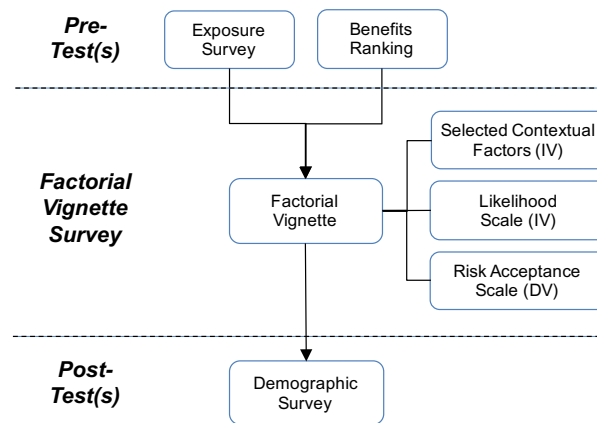 Pre-
Test(s)
Exposure
Survey
Benefits
Ranking
Factorial
Vignette
Survey
Factorial
Vignette
Selected Contextual
Factors (IV)
Likelihood
Scale (IV)
Risk Acceptance
Scale (DV)
Post-
Test(s)
Demographic
Survey